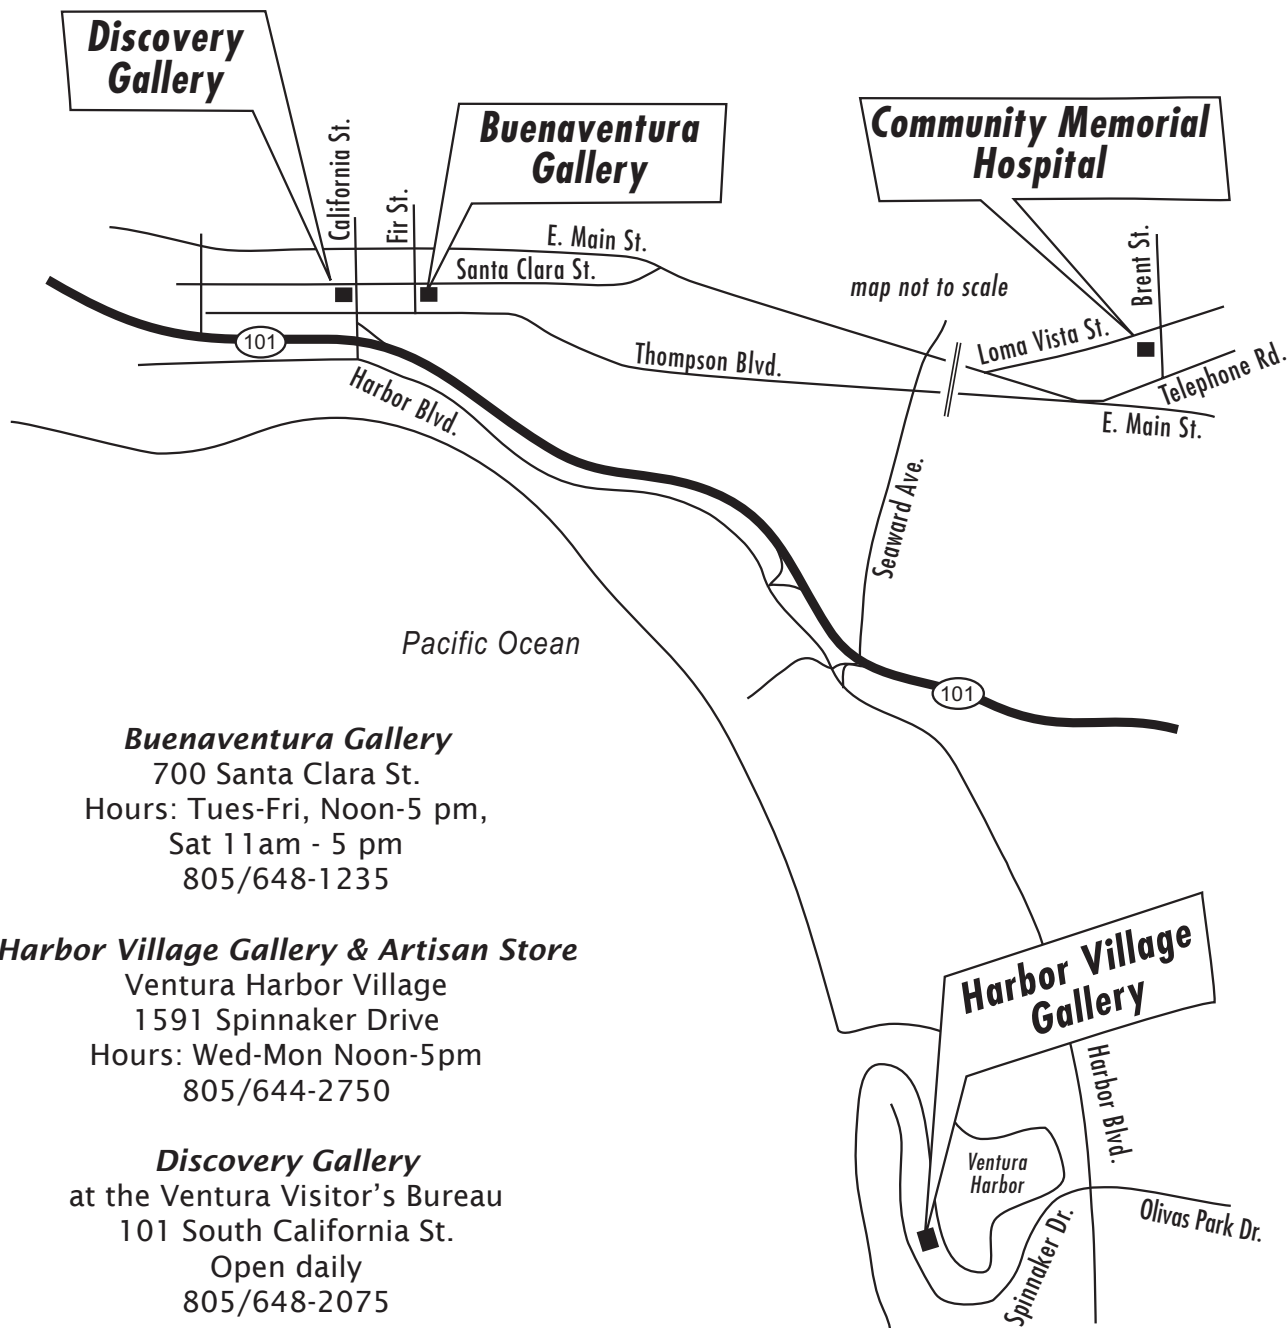 Discovery
Gallery
Buenaventura
Gallery
Community Memorial
Hospital
California St.
Fir St.
E. Main St.
Santa Clara St.
map not to scale
Brent St.
Loma Vista St.
Telephone Rd.
E. Main St.
101
Thompson Blvd.
Harbor Blvd.
Seaward Ave.
Pacific Ocean
101
Buenaventura Gallery
700 Santa Clara St.
Hours: Tues-Fri, Noon-5 pm,
Sat 11am - 5 pm
805/648-1235
Harbor Village Gallery & Artisan Store
Ventura Harbor Village
1591 Spinnaker Drive
Hours: Wed-Mon Noon-5pm
805/644-2750
Discovery Gallery
at the Ventura Visitor’s Bureau
101 South California St.
Open daily
805/648-2075
Harbor Village
Gallery
Harbor Blvd.
Ventura
Harbor
Spinnaker Dr.
Olivas Park Dr.